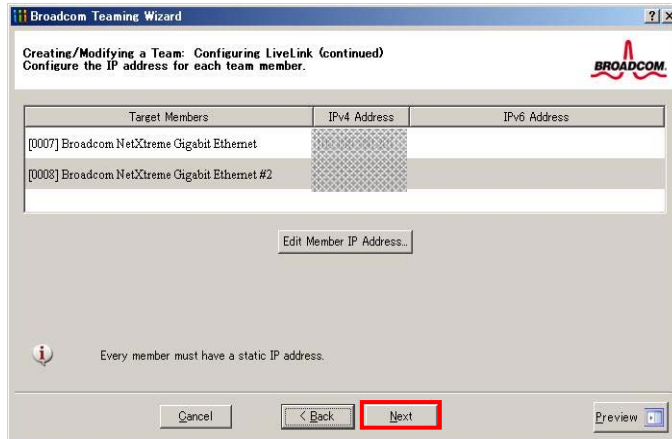 Broadcom Teaming Wizard
Creating/Modifying a Team: Configuring LiveLink (continued)
Configure the IP address for each team member.
BROADCOM.
Target Members IPv4 Address IPv6 Address
[0007] Broadcom NetXtreme Gigabit Ethernet
[0008] Broadcom NetXtreme Gigabit Ethernet #2
Edit Member IP Address...
Every member must have a static IP address.
Cancel < Back Next Preview